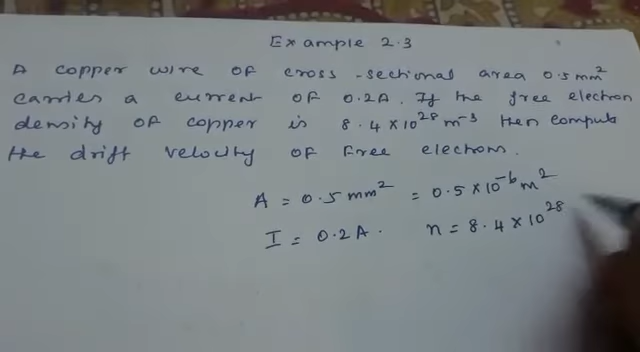 Example 2.3
A copper wire of cross-sectional area 0.5 mm²
carries a current of 0.2A. If the free electron
density of copper is 8.4 × 10²⁸ m⁻³ then compute
the drift velocity of free electrons.
A = 0.5 mm² = 0.5 × 10⁻⁶ m²
I = 0.2A. n = 8.4 × 10²⁸